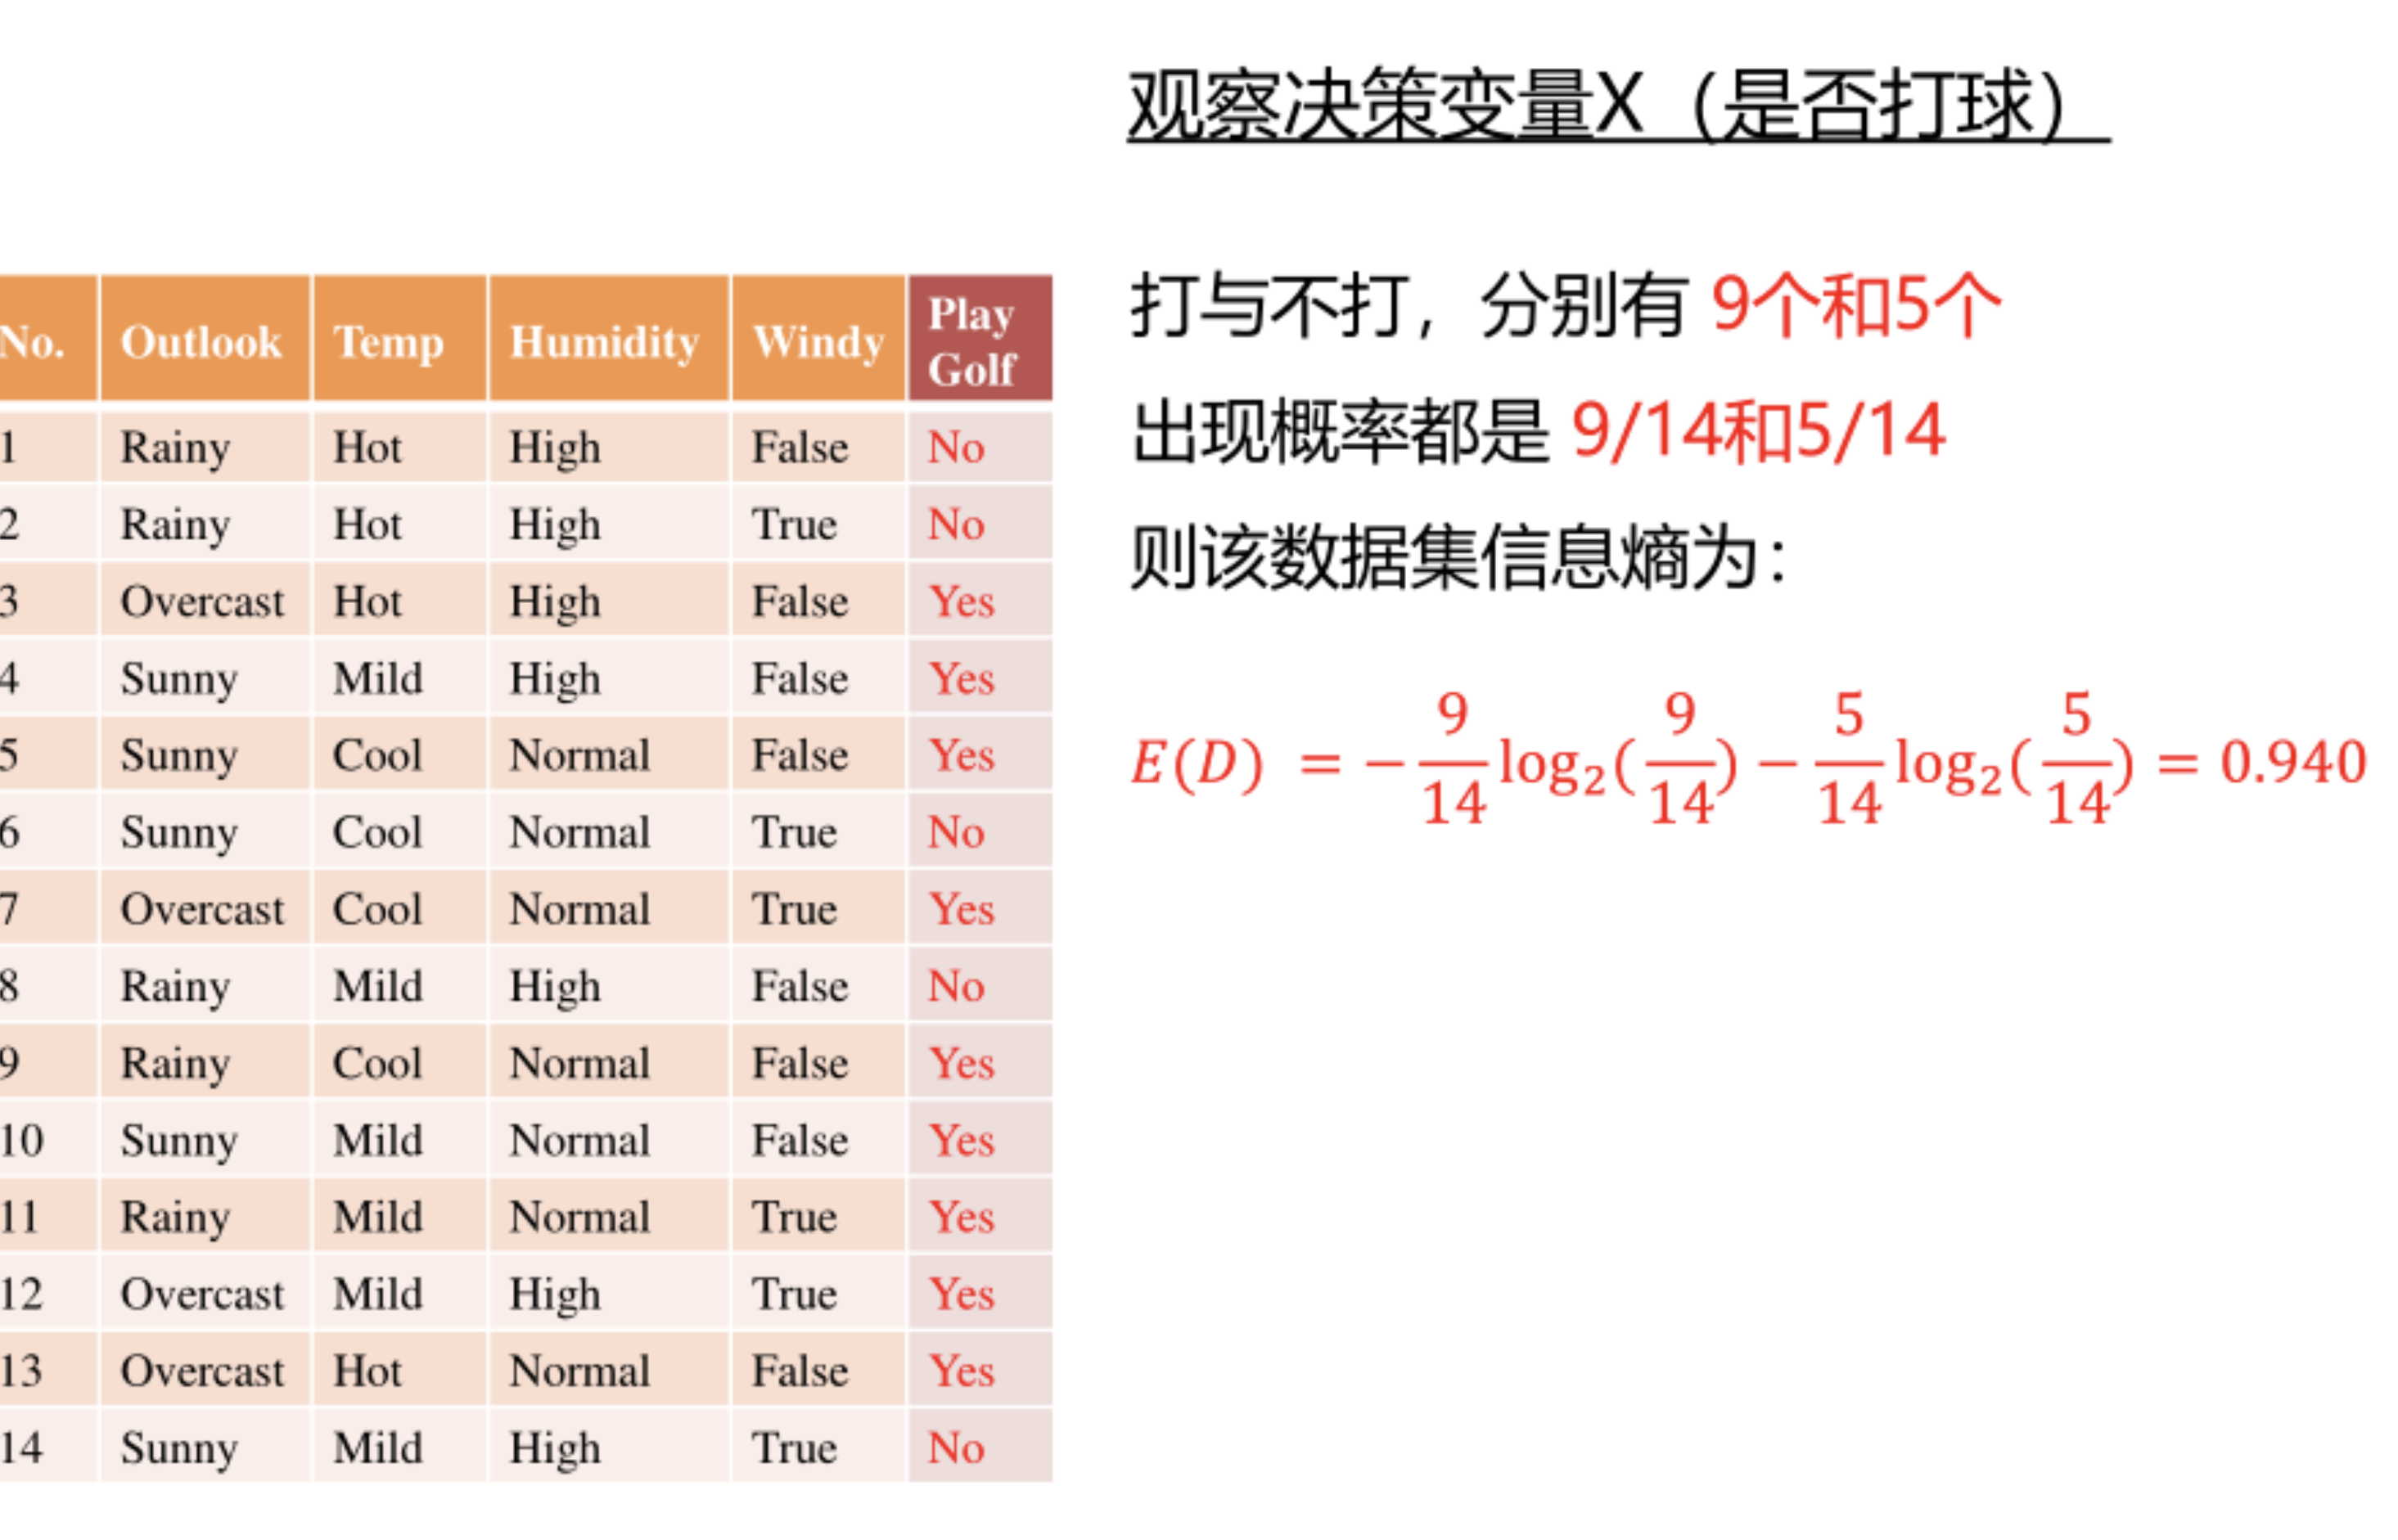 观察决策变量X（是否打球）
No. Outlook Temp Humidity Windy Play Golf
1 Rainy Hot High False No
2 Rainy Hot High True No
3 Overcast Hot High False Yes
4 Sunny Mild High False Yes
5 Sunny Cool Normal False Yes
6 Sunny Cool Normal True No
7 Overcast Cool Normal True Yes
8 Rainy Mild High False No
9 Rainy Cool Normal False Yes
10 Sunny Mild Normal False Yes
11 Rainy Mild Normal True Yes
12 Overcast Mild High True Yes
13 Overcast Hot Normal False Yes
14 Sunny Mild High True No
打与不打，分别有 9个和5个
出现概率都是 9/14和5/14
则该数据集信息熵为：
E(D) = −9/14 log₂(9/14) − 5/14 log₂(5/14) = 0.940